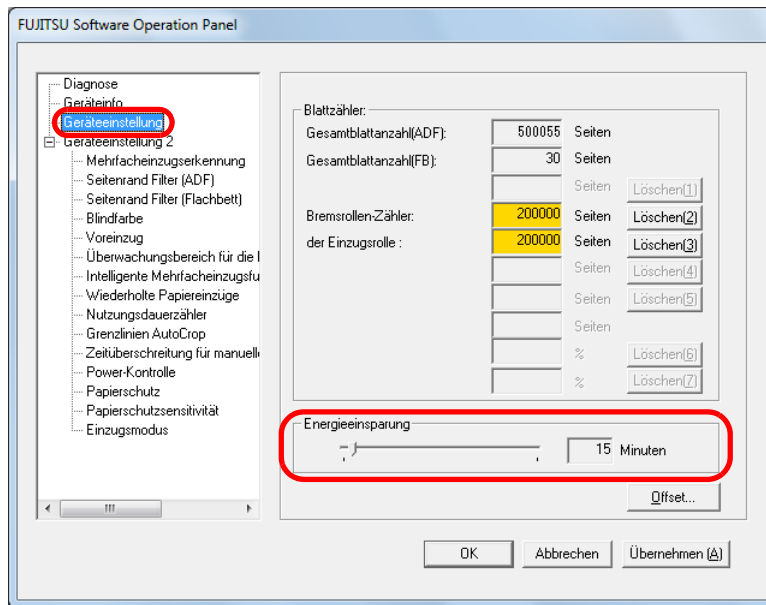 FUJITSU Software Operation Panel
Diagnose
Geräteinfo
Geräteeinstellung
Geräteeinstellung 2
Mehrfacheinzugserkennung
Seitenrand Filter (ADF)
Seitenrand Filter (Flachbett)
Blindfarbe
Voreinzug
Überwachungsbereich für die I
Intelligente Mehrfacheinzugsfu
Wiederholte Papiereinzüge
Nutzungsdauerzähler
Grenzlinien AutoCrop
Zeitüberschreitung für manuelle
Power-Kontrolle
Papierschutz
Papierschutzsensitivität
Einzugsmodus
Blattzähler:
Gesamtblattanzahl(ADF): 500055 Seiten
Gesamtblattanzahl(FB): 30 Seiten
Seiten Löschen(1)
Bremsrollen-Zähler: 200000 Seiten Löschen(2)
der Einzugsrolle : 200000 Seiten Löschen(3)
Seiten Löschen(4)
Seiten Löschen(5)
Seiten
% Löschen(6)
% Löschen(7)
Energieeinsparung
15 Minuten
Offset...
OK Abbrechen Übernehmen (A)